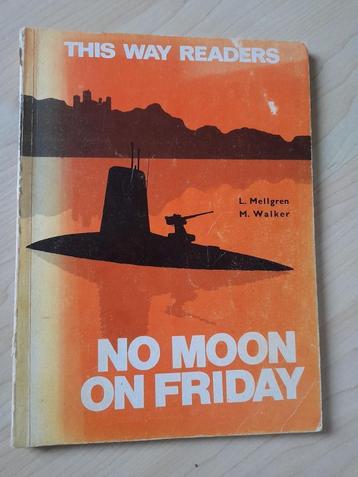 THIS WAY READERS
L. Mellgren
M. Walker
NO MOON
ON FRIDAY